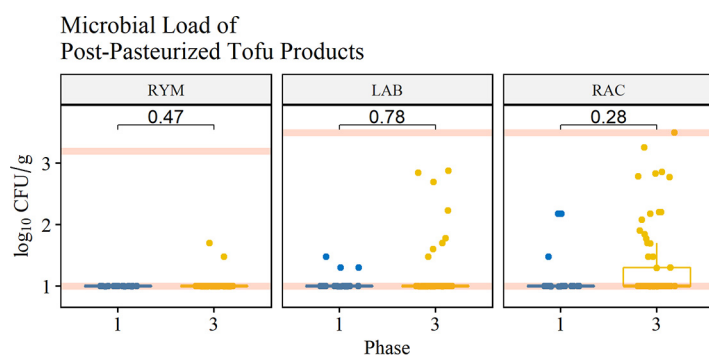 Microbial Load of
Post-Pasteurized Tofu Products
RYM
LAB
RAC
0.47
0.78
0.28
log10 CFU/g
3
2
1
1
3
1
3
1
3
Phase